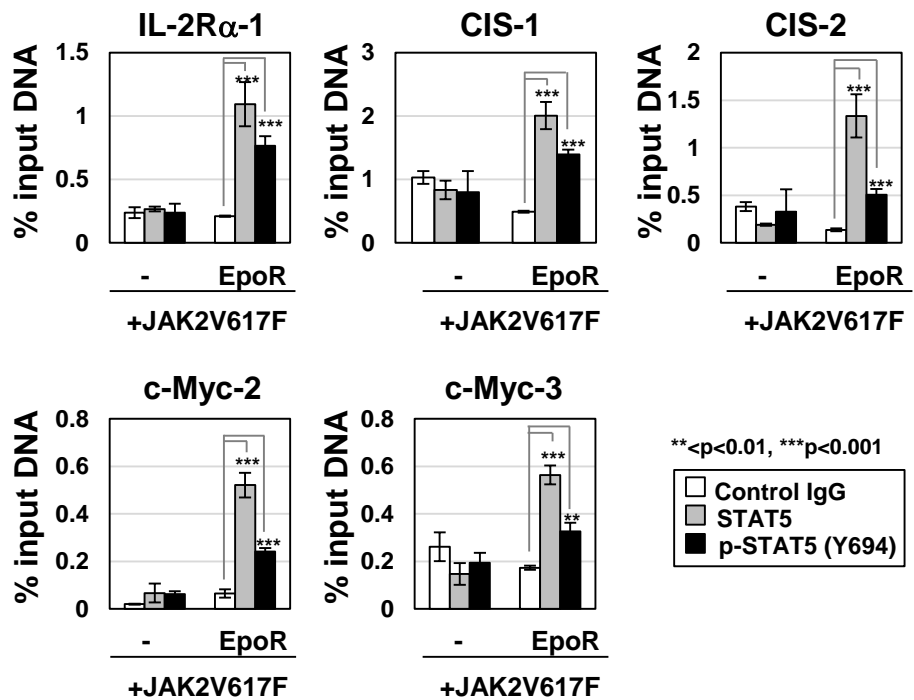 IL-2Rα-1
CIS-1
CIS-2
% input DNA
1.5
1
0.5
0
***
***
-
EpoR
+JAK2V617F
% input DNA
3
2
1
0
***
***
-
EpoR
+JAK2V617F
% input DNA
2
1.5
1
0.5
0
***
***
-
EpoR
+JAK2V617F
c-Myc-2
c-Myc-3
% input DNA
0.8
0.6
0.4
0.2
0
***
***
-
EpoR
+JAK2V617F
% input DNA
0.8
0.6
0.4
0.2
0
***
**
-
EpoR
+JAK2V617F
**<p<0.01, ***p<0.001
Control IgG
STAT5
p-STAT5 (Y694)